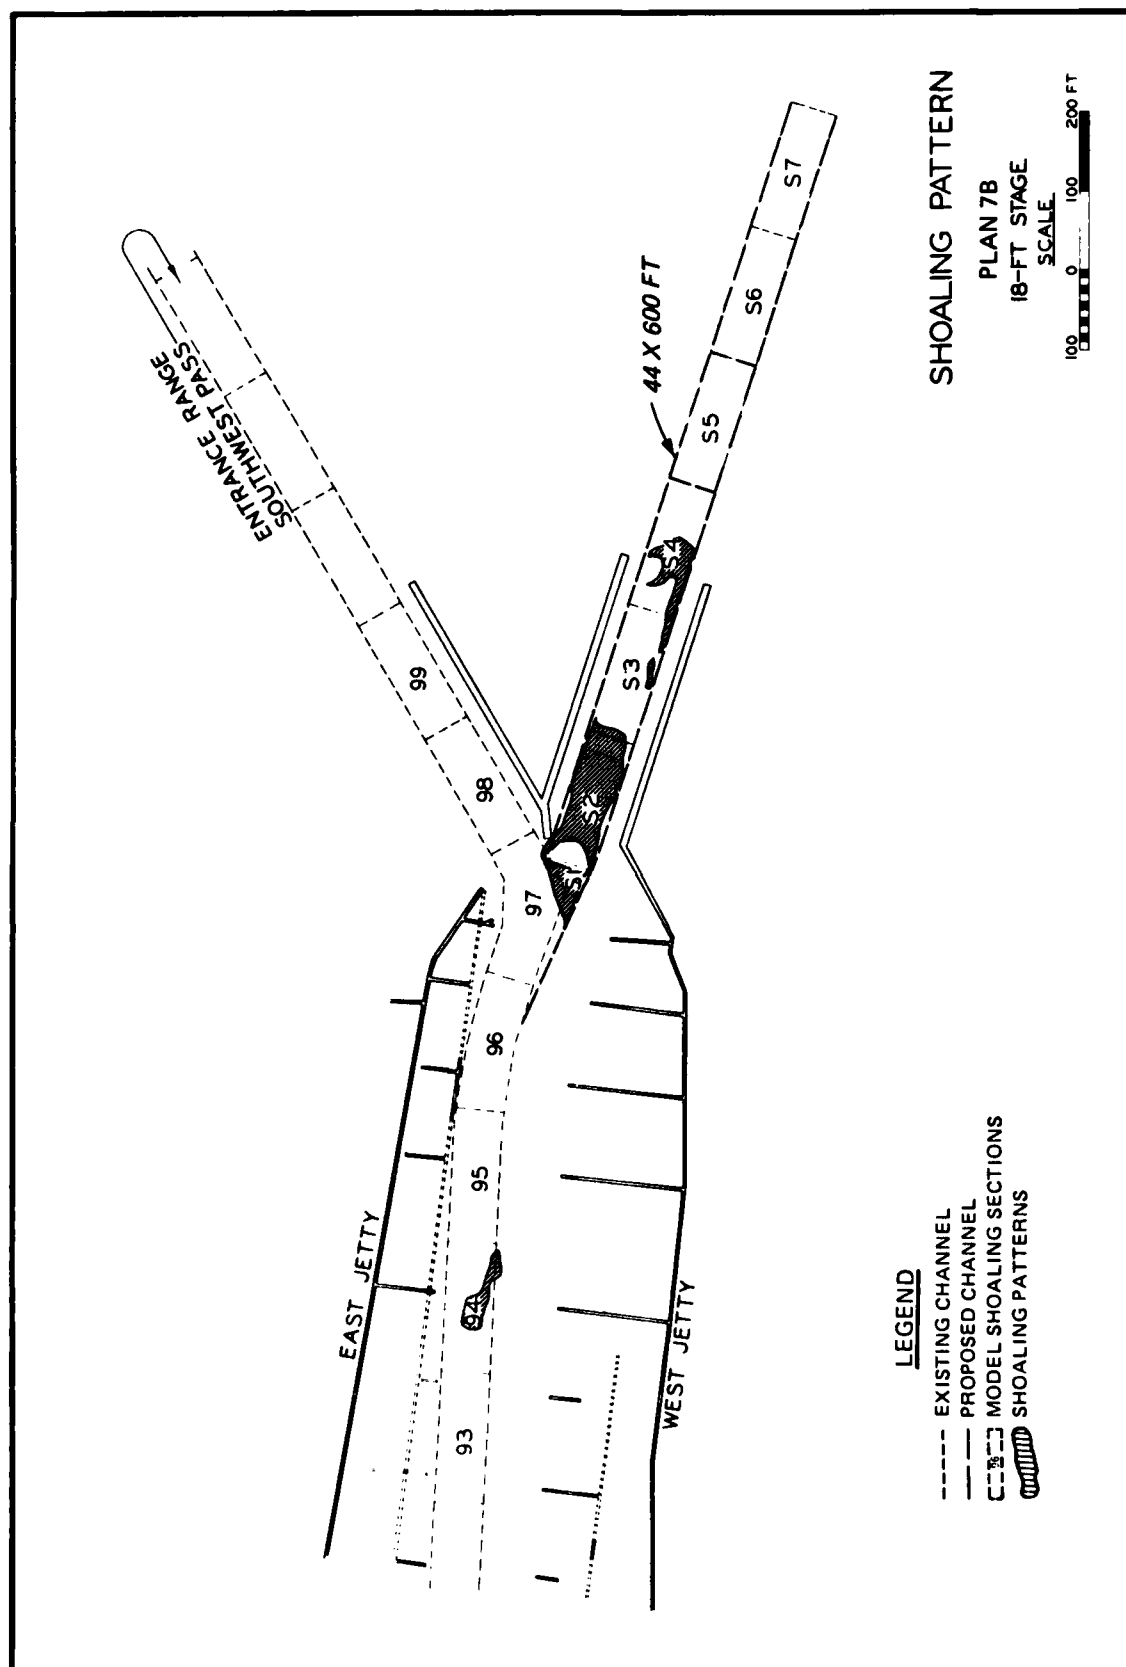 SHOALING PATTERN
PLAN 7B
18-FT STAGE
SCALE
100 0 100 200 FT
ENTRANCE RANGE
SOUTHWEST PASS
44 X 600 FT
EAST JETTY
WEST JETTY
93
94
95
96
97
98
99
S1
S2
S3
S4
S5
S6
S7
LEGEND
EXISTING CHANNEL
PROPOSED CHANNEL
MODEL SHOALING SECTIONS
SHOALING PATTERNS